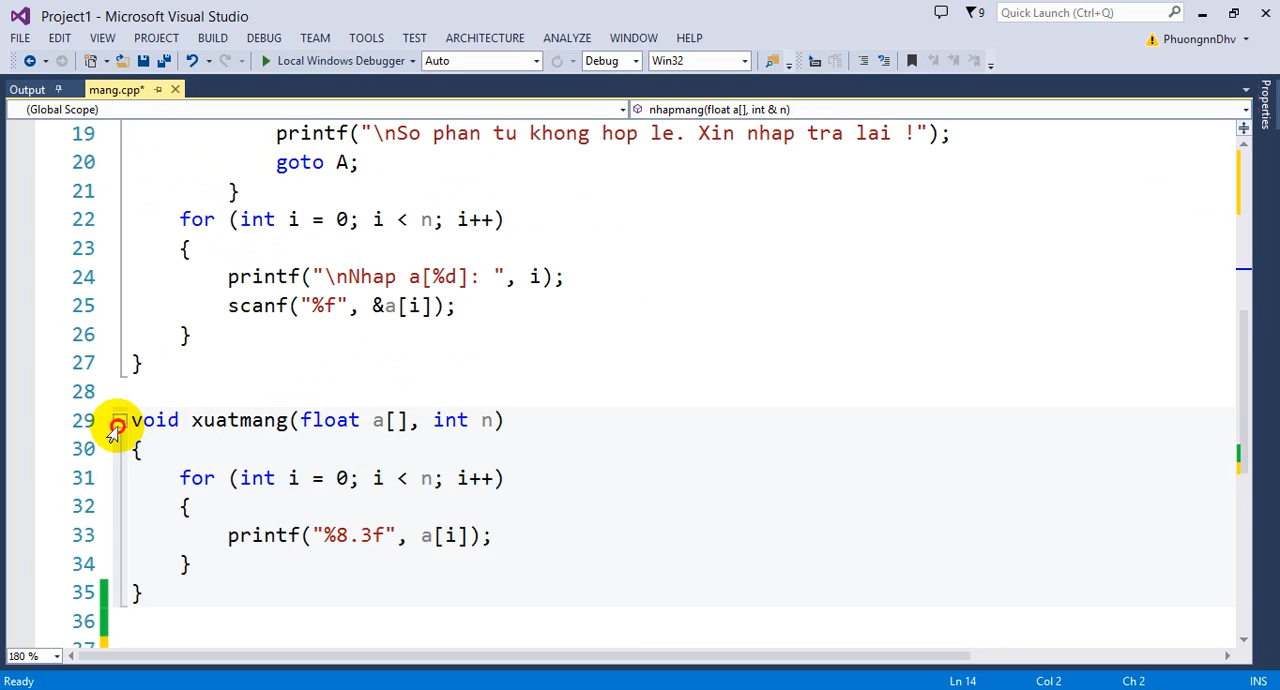 Project1 - Microsoft Visual Studio
9
Quick Launch (Ctrl+Q)
FILE EDIT VIEW PROJECT BUILD DEBUG TEAM TOOLS TEST ARCHITECTURE ANALYZE WINDOW HELP
PhuongnnDhv
Local Windows Debugger Auto Debug Win32
Output mang.cpp*
Properties
(Global Scope) nhapmang(float a[], int & n)
19 printf("\nSo phan tu khong hop le. Xin nhap tra lai !");
20 goto A;
21 }
22 for (int i = 0; i < n; i++)
23 {
24 printf("\nNhap a[%d]: ", i);
25 scanf("%f", &a[i]);
26 }
27 }
28
29 void xuatmang(float a[], int n)
30 {
31 for (int i = 0; i < n; i++)
32 {
33 printf("%8.3f", a[i]);
34 }
35 }
36
37
180 %
Ready Ln 14 Col 2 Ch 2 INS